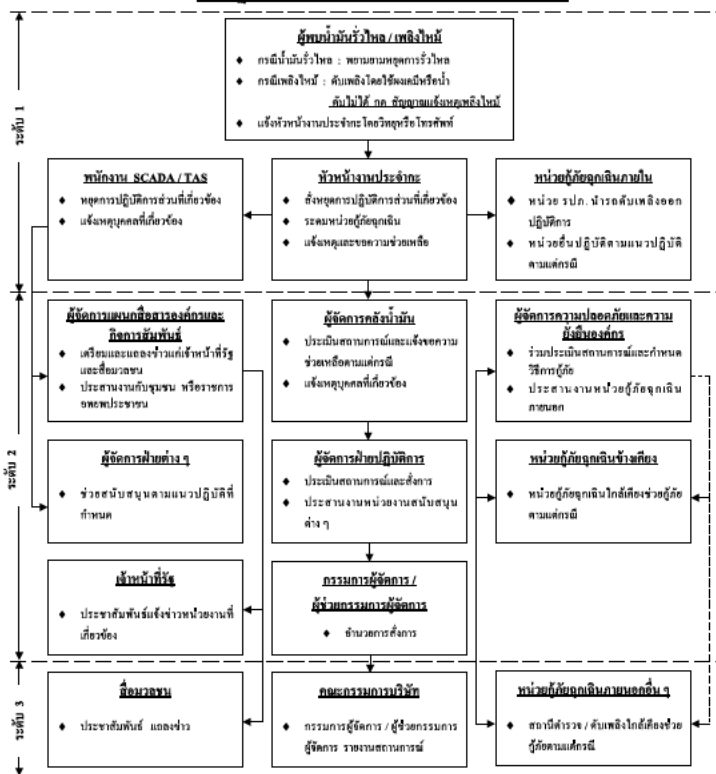 ผู้พบน้ำมันรั่วไหล / เพลิงไหม้
♦ กรณีน้ำมันรั่วไหล : พยายามหยุดการรั่วไหล
♦ กรณีเพลิงไหม้ : ดับเพลิงโดยใช้ผงเคมีหรือน้ำ
ดับไม่ได้ กด สัญญาณแจ้งเหตุเพลิงไหม้
♦ แจ้งหัวหน้างานประจำกะโดยวิทยุหรือโทรศัพท์
ระดับ 1
พนักงาน SCADA / TAS
♦ หยุดการปฏิบัติการส่วนที่เกี่ยวข้อง
♦ แจ้งเหตุบุคคลที่เกี่ยวข้อง
หัวหน้างานประจำกะ
♦ สั่งหยุดการปฏิบัติการส่วนที่เกี่ยวข้อง
♦ ระดมหน่วยกู้ภัยฉุกเฉิน
♦ แจ้งเหตุและขอความช่วยเหลือ
หน่วยกู้ภัยฉุกเฉินภายใน
♦ หน่วย รปภ. นำรถดับเพลิงออก
ปฏิบัติการ
♦ หน่วยอื่นปฏิบัติตามแนวปฏิบัติ
ตามแต่กรณี
ระดับ 2
ผู้จัดการแผนกสื่อสารองค์กรและ
กิจการสัมพันธ์
♦ เตรียมและแถลงข่าวแก่เจ้าหน้าที่รัฐ
และสื่อมวลชน
♦ ประสานงานกับชุมชน หรือราชการ
อพยพประชาชน
ผู้จัดการคลังน้ำมัน
♦ ประเมินสถานการณ์และแจ้งขอความ
ช่วยเหลือตามแต่กรณี
♦ แจ้งเหตุบุคคลที่เกี่ยวข้อง
ผู้จัดการความปลอดภัยและความ
ยั่งยืนองค์กร
♦ ร่วมประเมินสถานการณ์และกำหนด
วิธีการกู้ภัย
♦ ประสานงานหน่วยกู้ภัยฉุกเฉิน
ภายนอก
ผู้จัดการฝ่ายต่าง ๆ
♦ ช่วยสนับสนุนตามแนวปฏิบัติที่
กำหนด
ผู้จัดการฝ่ายปฏิบัติการ
♦ ประเมินสถานการณ์และสั่งการ
♦ ประสานงานหน่วยงานสนับสนุน
ต่าง ๆ
หน่วยกู้ภัยฉุกเฉินข้างเคียง
♦ หน่วยกู้ภัยฉุกเฉินใกล้เคียงช่วยกู้ภัย
ตามแต่กรณี
เจ้าหน้าที่รัฐ
♦ ประชาสัมพันธ์แจ้งข่าวหน่วยงานที่
เกี่ยวข้อง
กรรมการผู้จัดการ /
ผู้ช่วยกรรมการผู้จัดการ
♦ อำนวยการสั่งการ
ระดับ 3
สื่อมวลชน
♦ ประชาสัมพันธ์ แถลงข่าว
คณะกรรมการบริษัท
♦ กรรมการผู้จัดการ / ผู้ช่วยกรรมการ
ผู้จัดการ รายงานสถานการณ์
หน่วยกู้ภัยฉุกเฉินภายนอกอื่น ๆ
♦ สถานีตำรวจ / ดับเพลิงใกล้เคียงช่วย
กู้ภัยตามแต่กรณี